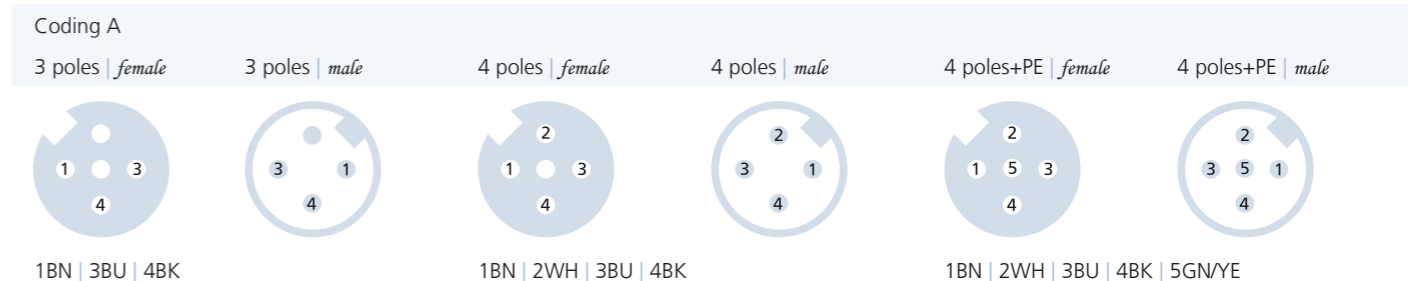 Coding A
3 poles | female 3 poles | male 4 poles | female 4 poles | male 4 poles+PE | female 4 poles+PE | male
2 2 2 2
1 3 3 1 1 3 3 1 1 5 3 3 5 1
4 4 4 4 4 4
1BN | 3BU | 4BK 1BN | 2WH | 3BU | 4BK 1BN | 2WH | 3BU | 4BK | 5GN/YE